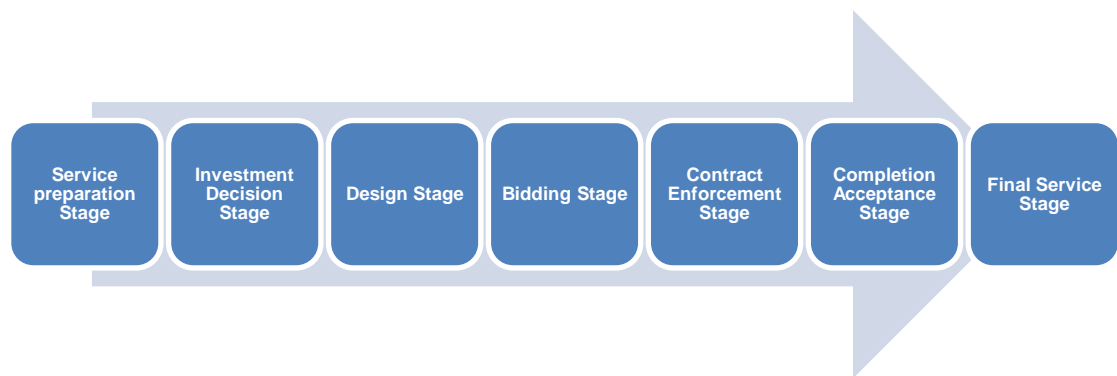 Service
preparation
Stage
Investment
Decision
Stage
Design Stage
Bidding Stage
Contract
Enforcement
Stage
Completion
Acceptance
Stage
Final Service
Stage